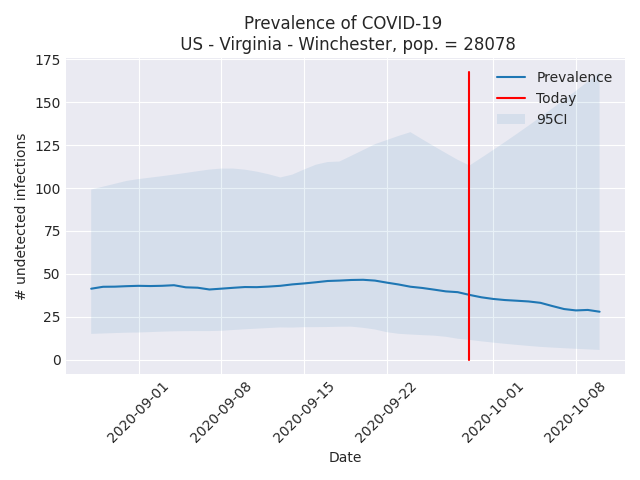 Prevalence of COVID-19
US - Virginia - Winchester, pop. = 28078
175
150
125
100
75
50
25
0
# undetected infections
Prevalence
Today
95CI
2020-09-01
2020-09-08
2020-09-15
2020-09-22
2020-10-01
2020-10-08
Date